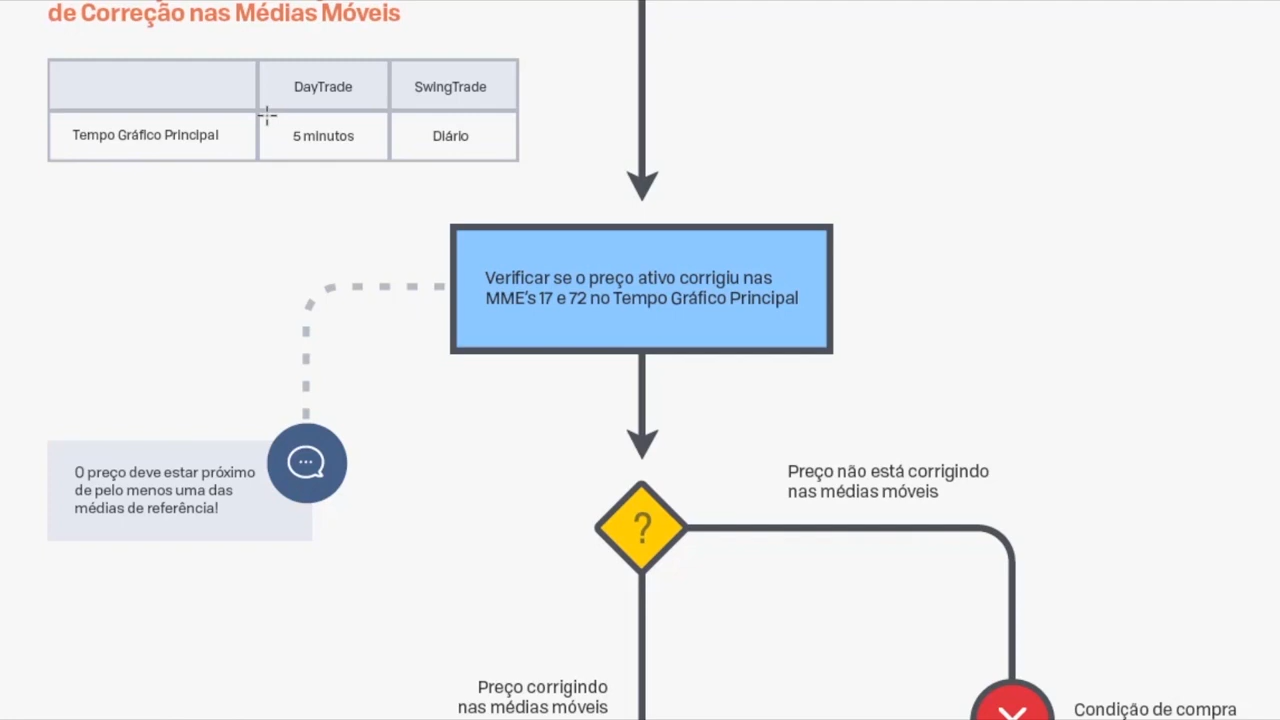 de Correção nas Médias Móveis
DayTrade
SwingTrade
Tempo Gráfico Principal
5 minutos
Diário
Verificar se o preço ativo corrigiu nas
MME's 17 e 72 no Tempo Gráfico Principal
O preço deve estar próximo
de pelo menos uma das
médias de referência!
?
Preço não está corrigindo
nas médias móveis
Preço corrigindo
nas médias móveis
Condição de compra